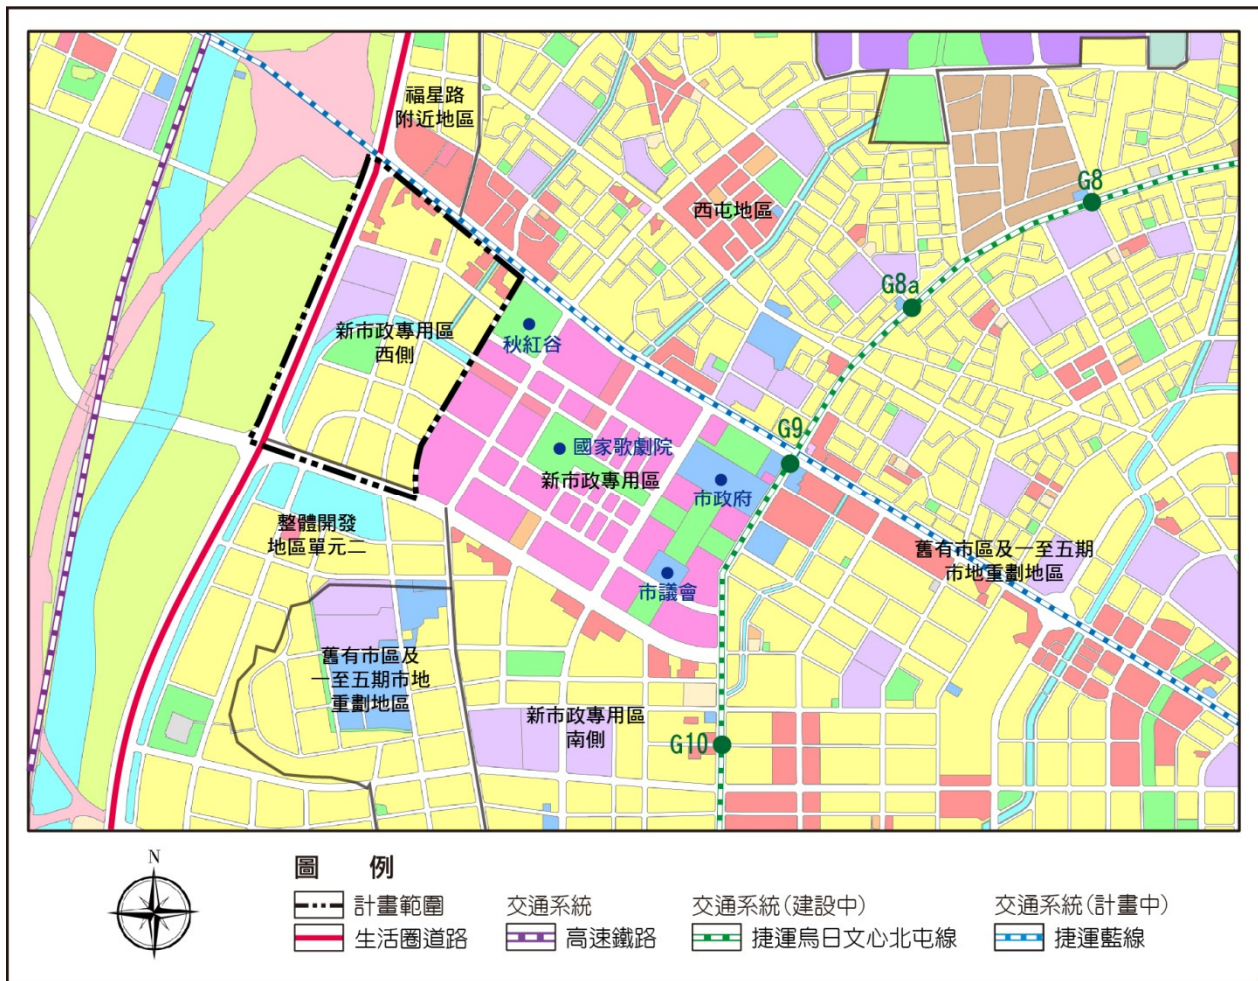 福星路
附近地區
西屯地區
G8
G8a
新市政專用區
西側
秋紅谷
G9
國家歌劇院
新市政專用區
市政府
整體開發
地區單元二
市議會
舊有市區及一至五期
市地重劃地區
舊有市區及
一至五期市地
重劃地區
新市政專用區
南側
G10
N
圖 例
計畫範圍
交通系統
交通系統(建設中)
交通系統(計畫中)
生活圈道路
高速鐵路
捷運烏日文心北屯線
捷運藍線